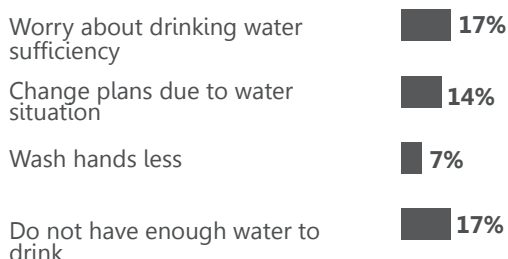 Worry about drinking water
sufficiency
17%
Change plans due to water
situation
14%
Wash hands less
7%
Do not have enough water to
drink
17%